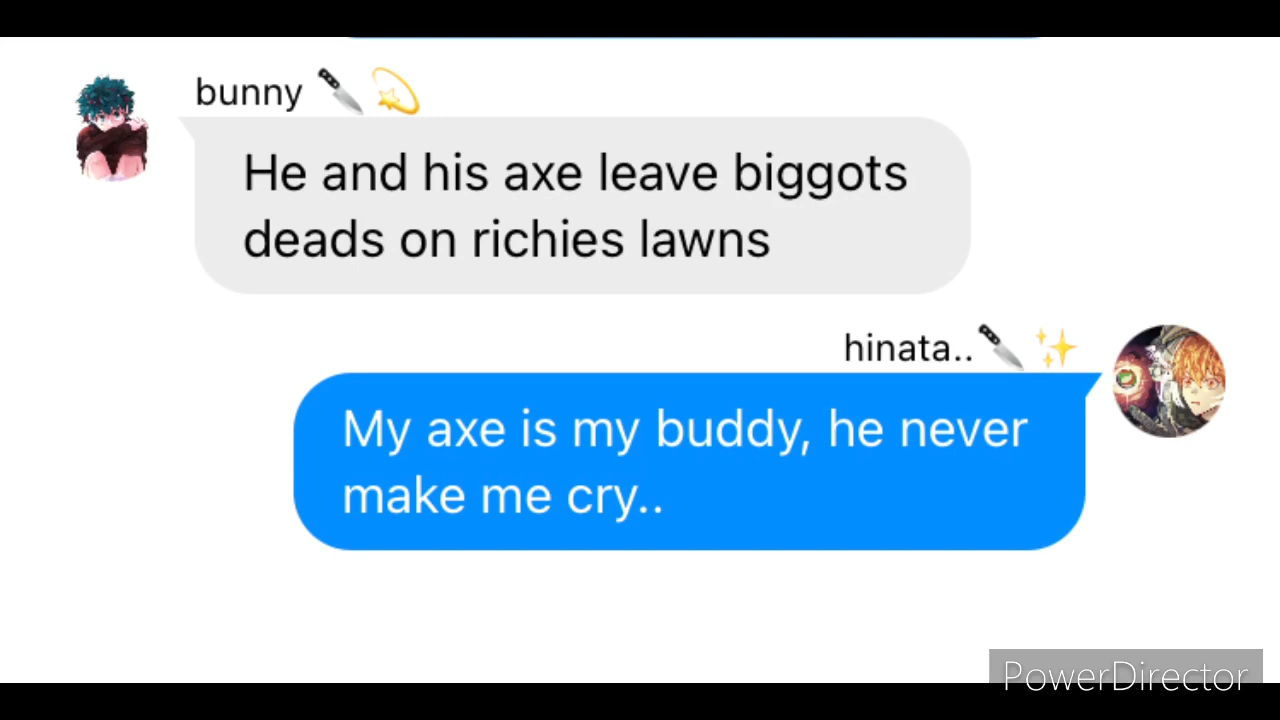 bunny 🔪 💫
He and his axe leave biggots
deads on richies lawns
hinata..🔪 ✨
My axe is my buddy, he never
make me cry..
PowerDirector